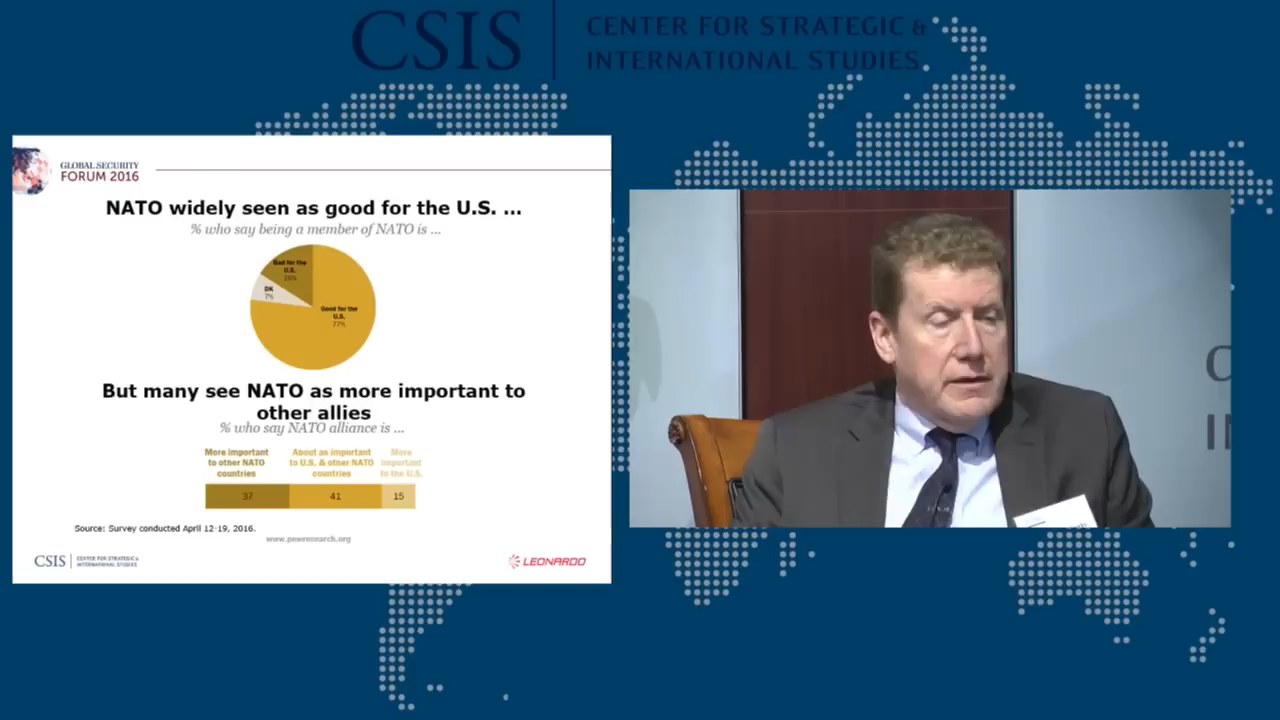 CSIS
CENTER FOR STRATEGIC &
INTERNATIONAL STUDIES
GLOBAL SECURITY
FORUM 2016
NATO widely seen as good for the U.S. ...
% who say being a member of NATO is ...
Bad for the
U.S.
16%
DK
7%
Good for the
U.S.
77%
But many see NATO as more important to
other allies
% who say NATO alliance is ...
More important
to other NATO
countries
About as important
to U.S. & other NATO
countries
More
important
to the U.S.
37
41
15
Source: Survey conducted April 12-19, 2016.
www.pewresearch.org
CSIS
CENTER FOR STRATEGIC &
INTERNATIONAL STUDIES
LEONARDO